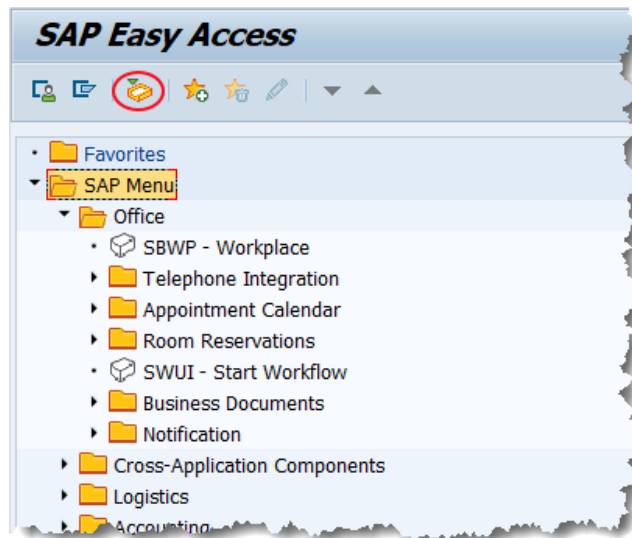 SAP Easy Access
Favorites
SAP Menu
Office
SBWP - Workplace
Telephone Integration
Appointment Calendar
Room Reservations
SWUI - Start Workflow
Business Documents
Notification
Cross-Application Components
Logistics
Accounting